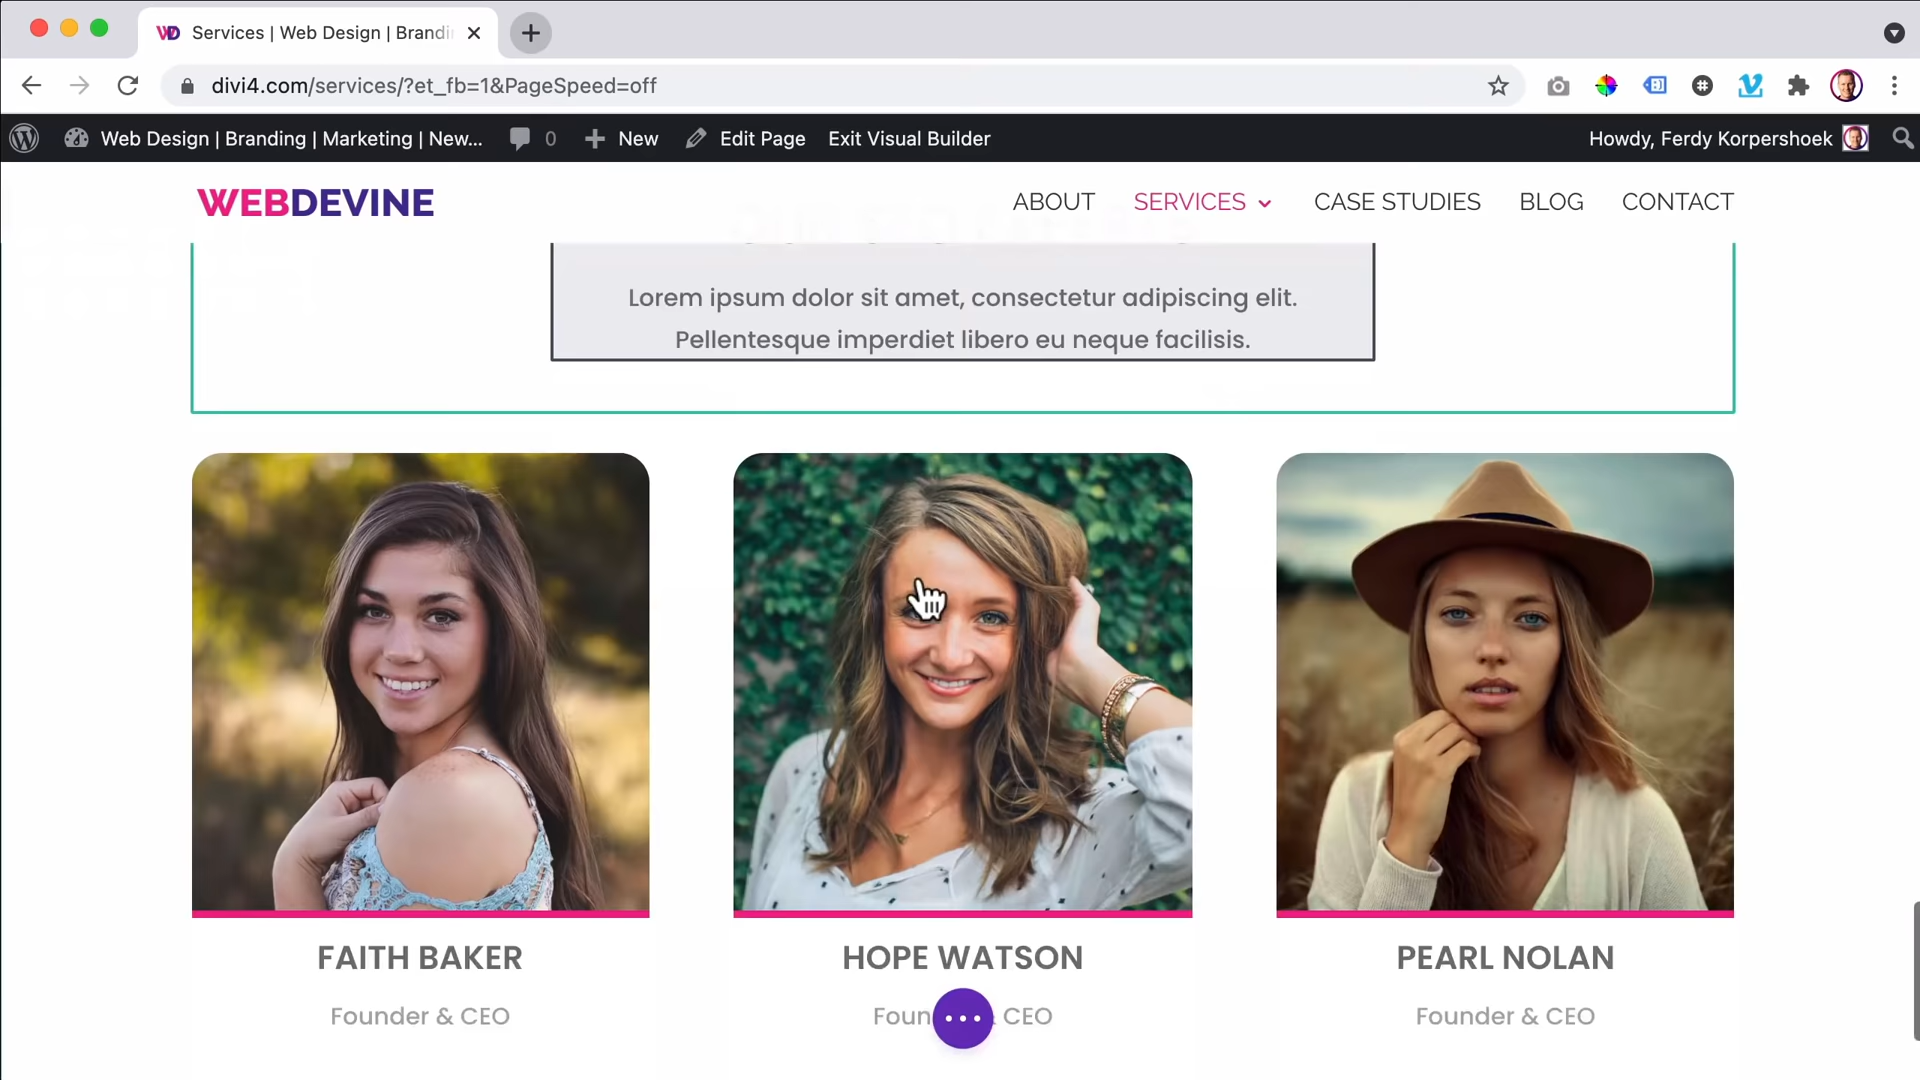 Services | Web Design | Brandi
divi4.com/services/?et_fb=1&PageSpeed=off
Web Design | Branding | Marketing | New... 0 New Edit Page Exit Visual Builder Howdy, Ferdy Korpershoek
WEBDEVINE ABOUT SERVICES CASE STUDIES BLOG CONTACT
Lorem ipsum dolor sit amet, consectetur adipiscing elit.
Pellentesque imperdiet libero eu neque facilisis.
FAITH BAKER HOPE WATSON PEARL NOLAN
Founder & CEO Foun CEO Founder & CEO